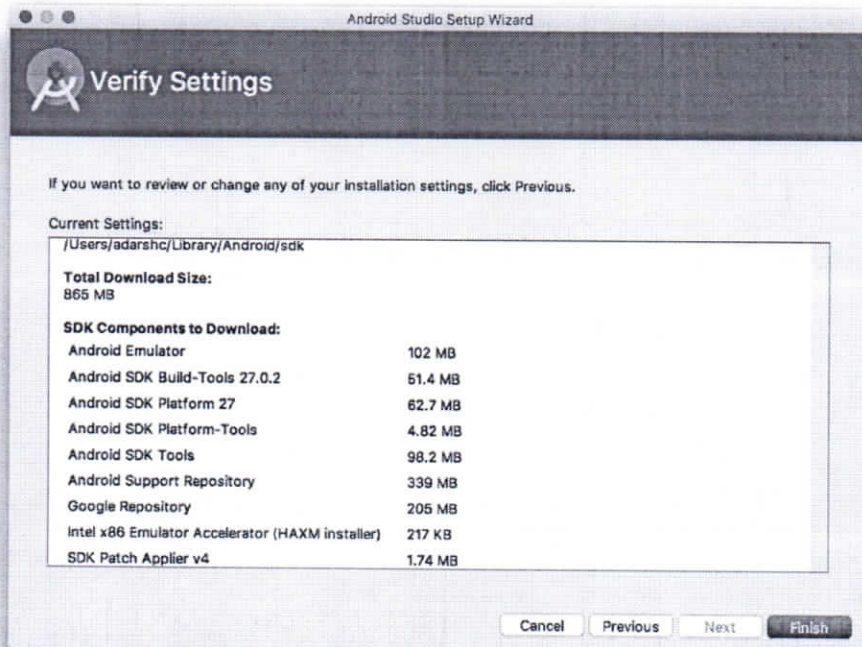 Android Studio Setup Wizard
Verify Settings
If you want to review or change any of your installation settings, click Previous.
Current Settings:
/Users/adarshc/Library/Android/sdk
Total Download Size:
865 MB
SDK Components to Download:
Android Emulator 102 MB
Android SDK Build-Tools 27.0.2 51.4 MB
Android SDK Platform 27 62.7 MB
Android SDK Platform-Tools 4.82 MB
Android SDK Tools 98.2 MB
Android Support Repository 339 MB
Google Repository 205 MB
Intel x86 Emulator Accelerator (HAXM installer) 217 KB
SDK Patch Applier v4 1.74 MB
Cancel Previous Next Finish